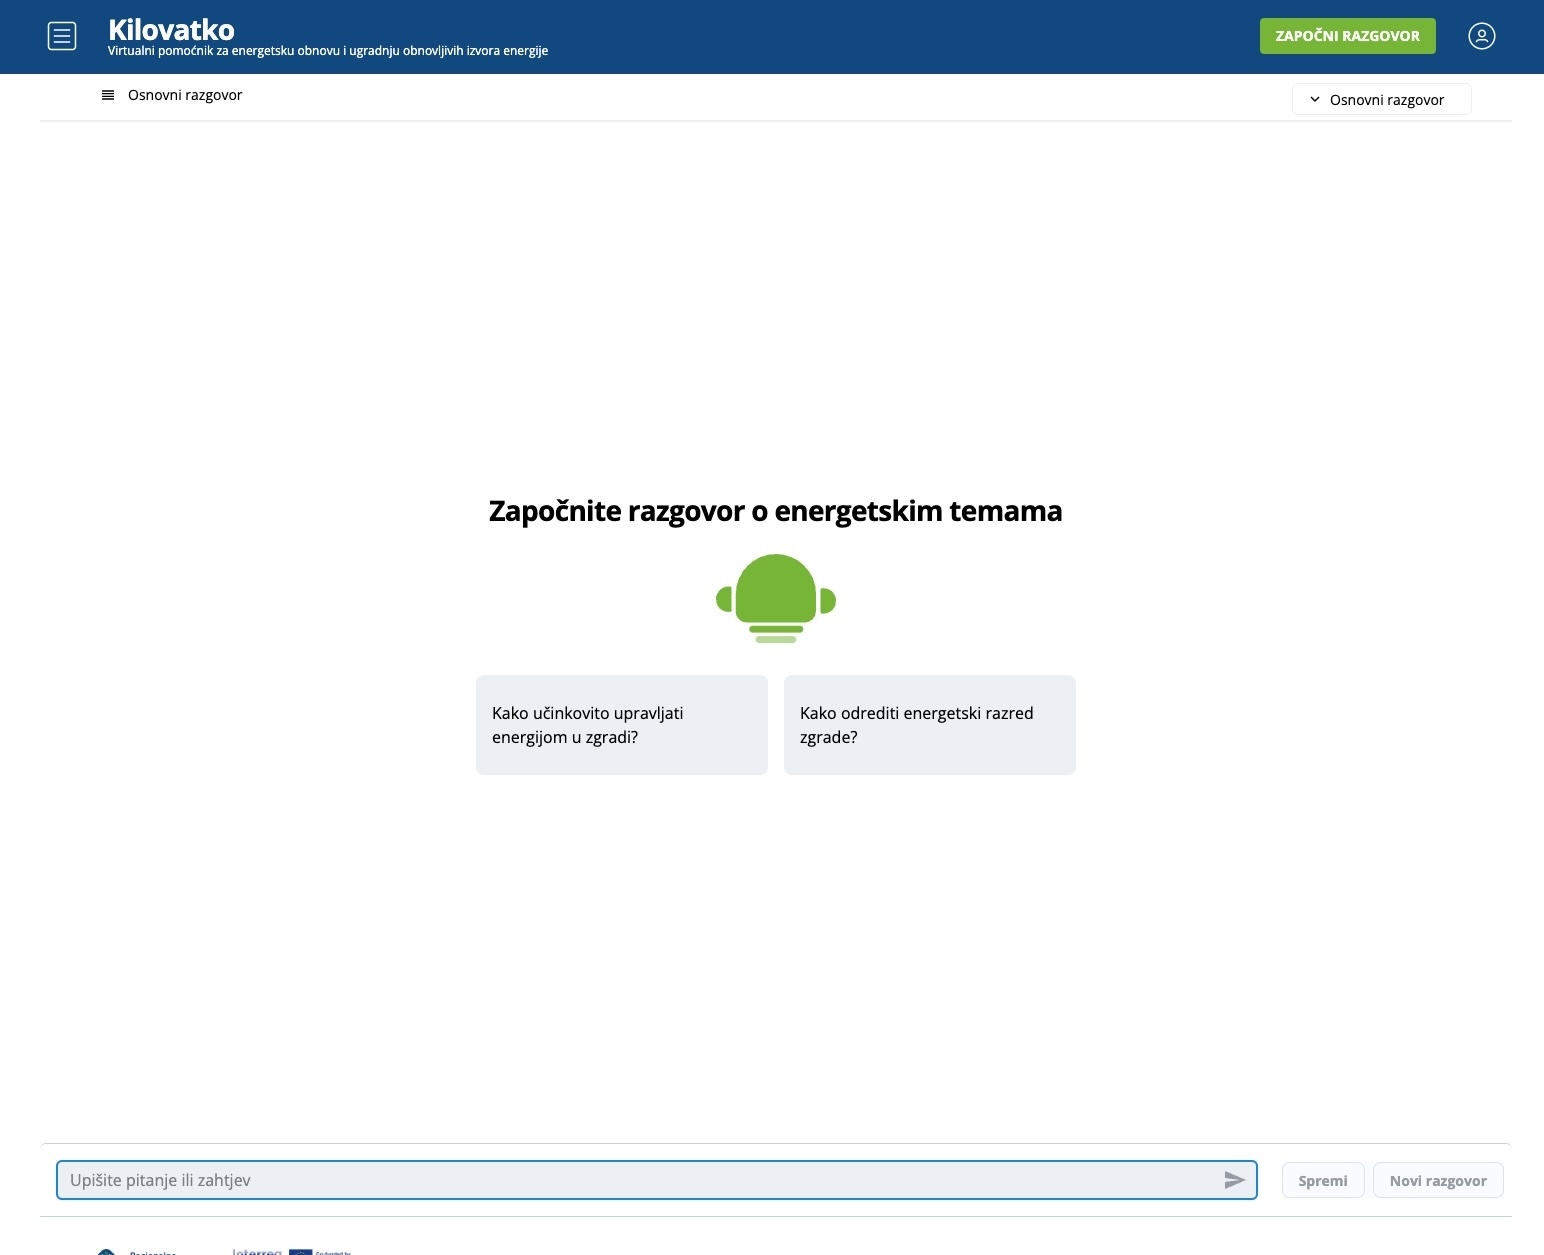 Kilovatko
Virtualni pomoćnik za energetsku obnovu i ugradnju obnovljivih izvora energije
ZAPOČNI RAZGOVOR
Osnovni razgovor
Osnovni razgovor
Započnite razgovor o energetskim temama
Kako učinkovito upravljati
energijom u zgradi?
Kako odrediti energetski razred
zgrade?
Upišite pitanje ili zahtjev
Spremi
Novi razgovor